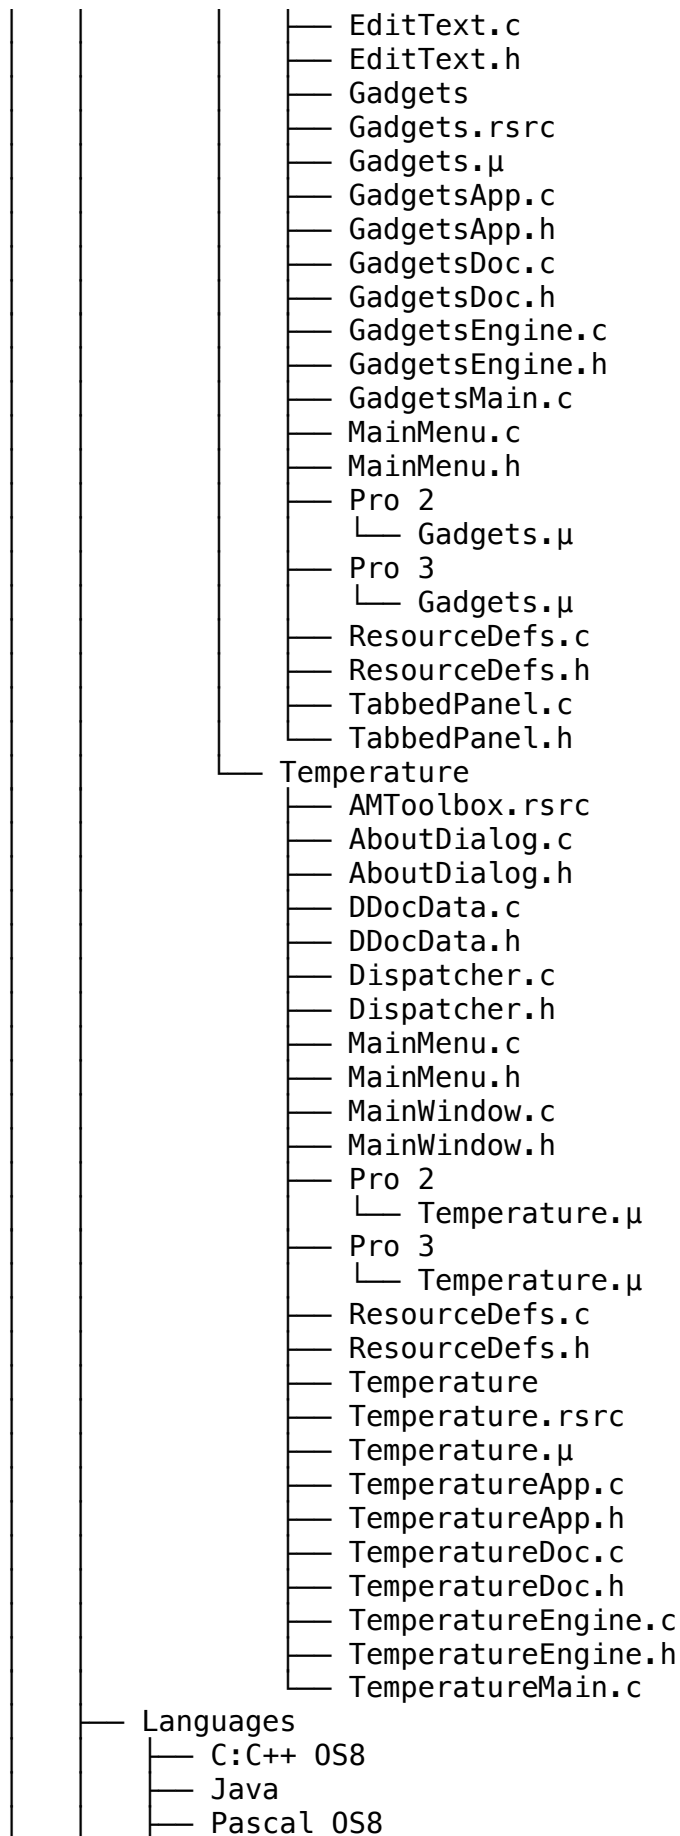 EditText.c
EditText.h
Gadgets
Gadgets.rsrc
Gadgets.µ
GadgetsApp.c
GadgetsApp.h
GadgetsDoc.c
GadgetsDoc.h
GadgetsEngine.c
GadgetsEngine.h
GadgetsMain.c
MainMenu.c
MainMenu.h
Pro 2
Gadgets.µ
Pro 3
Gadgets.µ
ResourceDefs.c
ResourceDefs.h
TabbedPanel.c
TabbedPanel.h
Temperature
AMToolbox.rsrc
AboutDialog.c
AboutDialog.h
DDocData.c
DDocData.h
Dispatcher.c
Dispatcher.h
MainMenu.c
MainMenu.h
MainWindow.c
MainWindow.h
Pro 2
Temperature.µ
Pro 3
Temperature.µ
ResourceDefs.c
ResourceDefs.h
Temperature
Temperature.rsrc
Temperature.µ
TemperatureApp.c
TemperatureApp.h
TemperatureDoc.c
TemperatureDoc.h
TemperatureEngine.c
TemperatureEngine.h
TemperatureMain.c
Languages
C:C++ OS8
Java
Pascal OS8